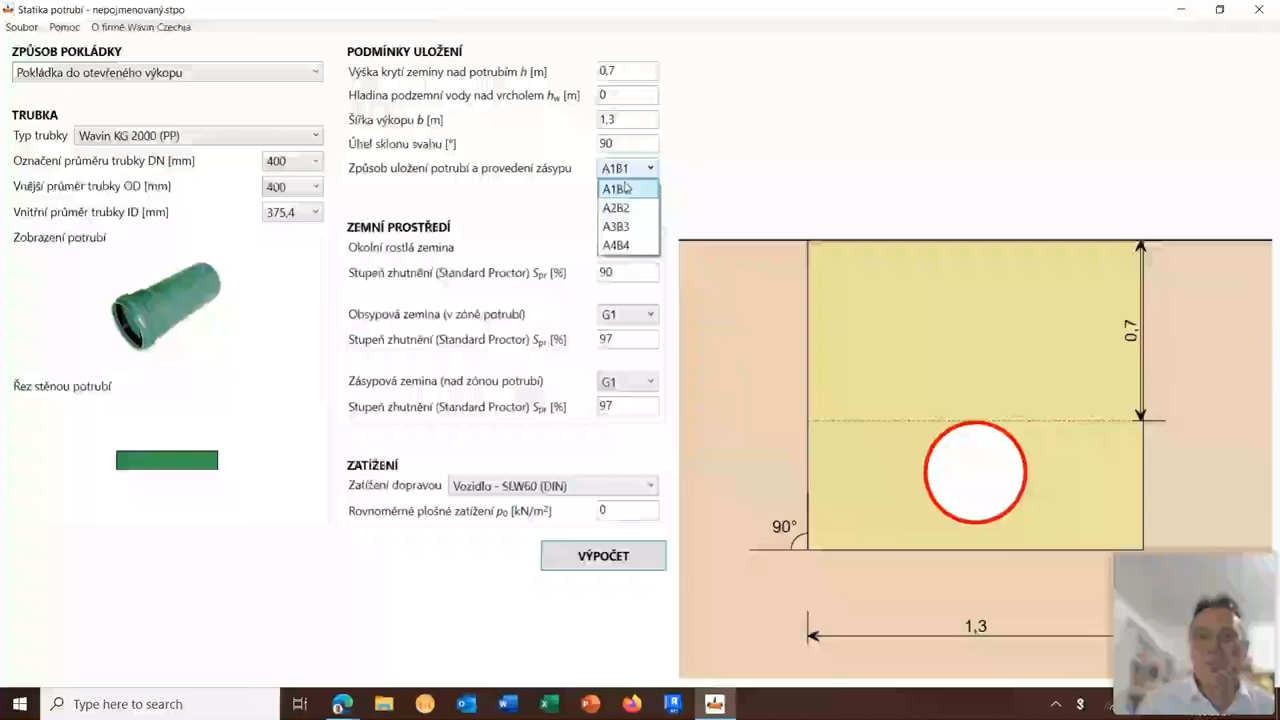 Statika potrubí - nepojmenovaný.stpo
Soubor Pomoc O firmě Wavin Czechia
ZPŮSOB POKLÁDKY
Pokládka do otevřeného výkopu
TRUBKA
Typ trubky Wavin KG 2000 (PP)
Označení průměru trubky DN [mm] 400
Vnější průměr trubky OD [mm] 400
Vnitřní průměr trubky ID [mm] 375,4
Zobrazení potrubí
Řez stěnou potrubí
PODMÍNKY ULOŽENÍ
Výška krytí zeminy nad potrubím h [m] 0,7
Hladina podzemní vody nad vrcholem hw [m] 0
Šířka výkopu b [m] 1,3
Úhel sklonu svahu [°] 90
Způsob uložení potrubí a provedení zásypu A1B1
A1B1
A2B2
A3B3
A4B4
ZEMNÍ PROSTŘEDÍ
Okolní rostlá zemina
Stupeň zhutnění (Standard Proctor) Spr [%] 90
Obsypová zemina (v zóně potrubí) G1
Stupeň zhutnění (Standard Proctor) Spr [%] 97
Zásypová zemina (nad zónou potrubí) G1
Stupeň zhutnění (Standard Proctor) Spr [%] 97
ZATÍŽENÍ
Zatížení dopravou Vozidlo - SLW60 (DIN)
Rovnoměrné plošné zatížení p0 [kN/m²] 0
VÝPOČET
0,7
90°
1,3
Type here to search